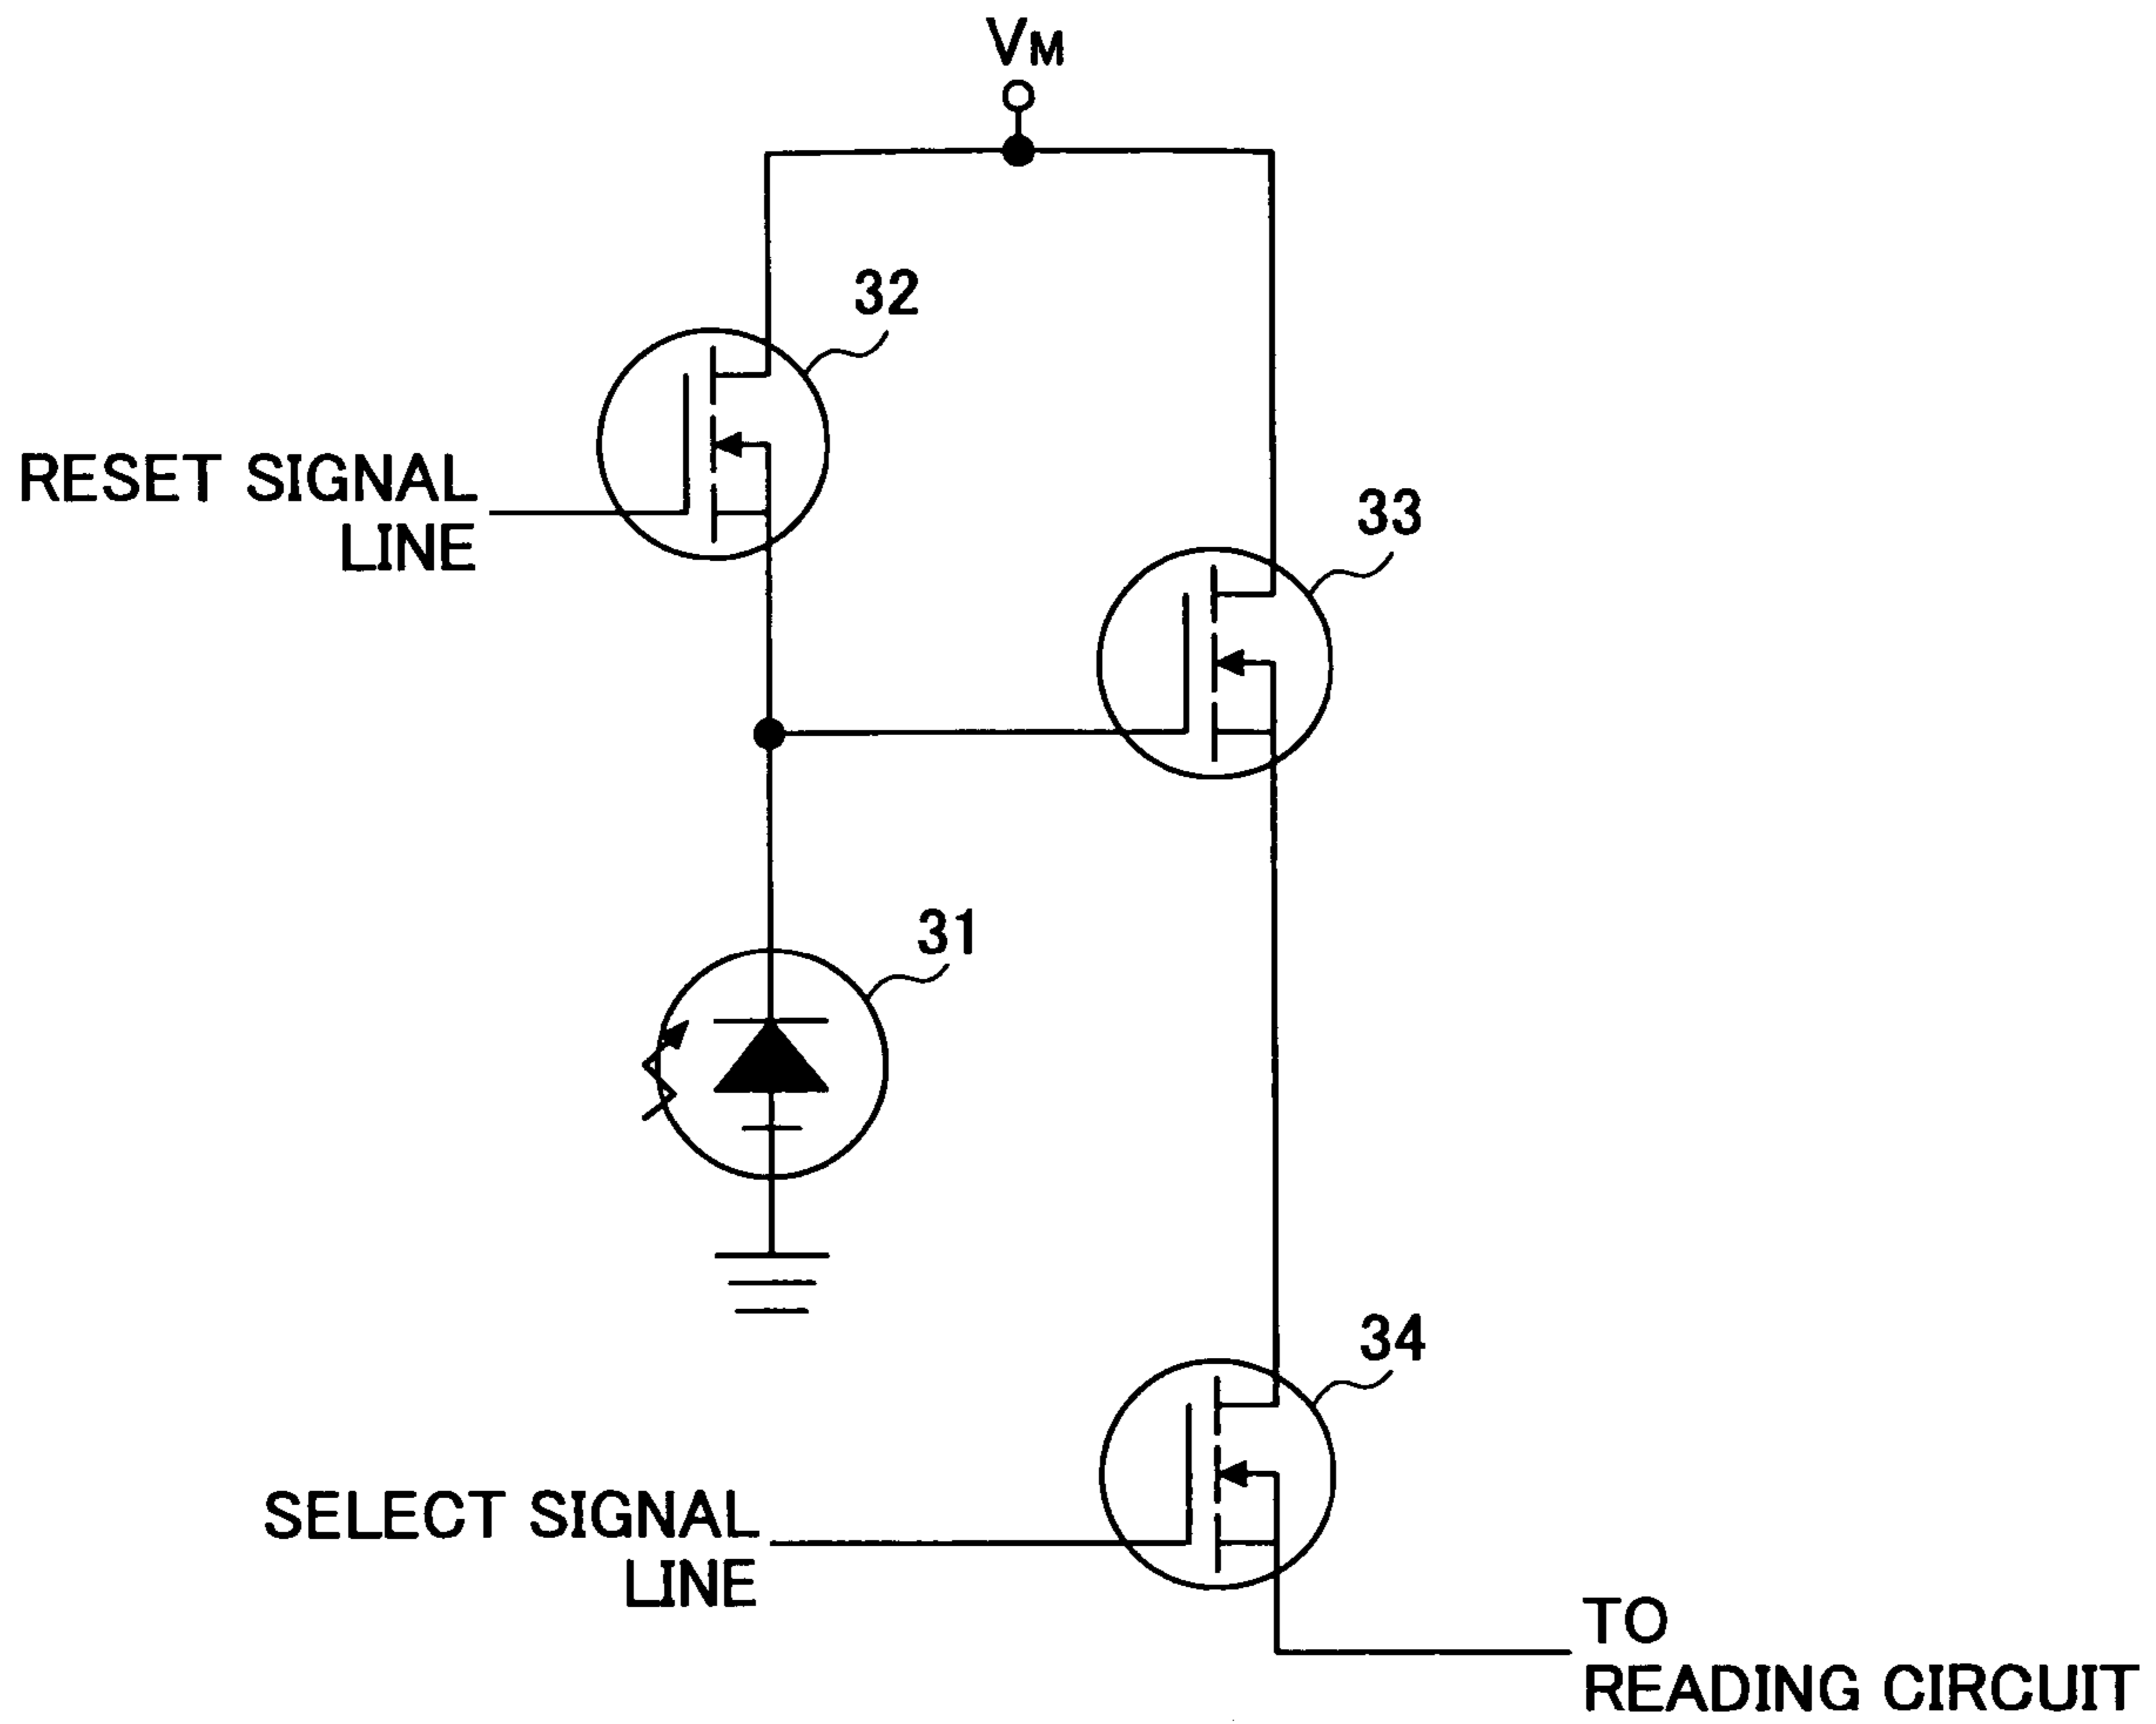 VM
32
RESET SIGNAL
LINE
33
31
34
SELECT SIGNAL
LINE
TO
READING CIRCUIT